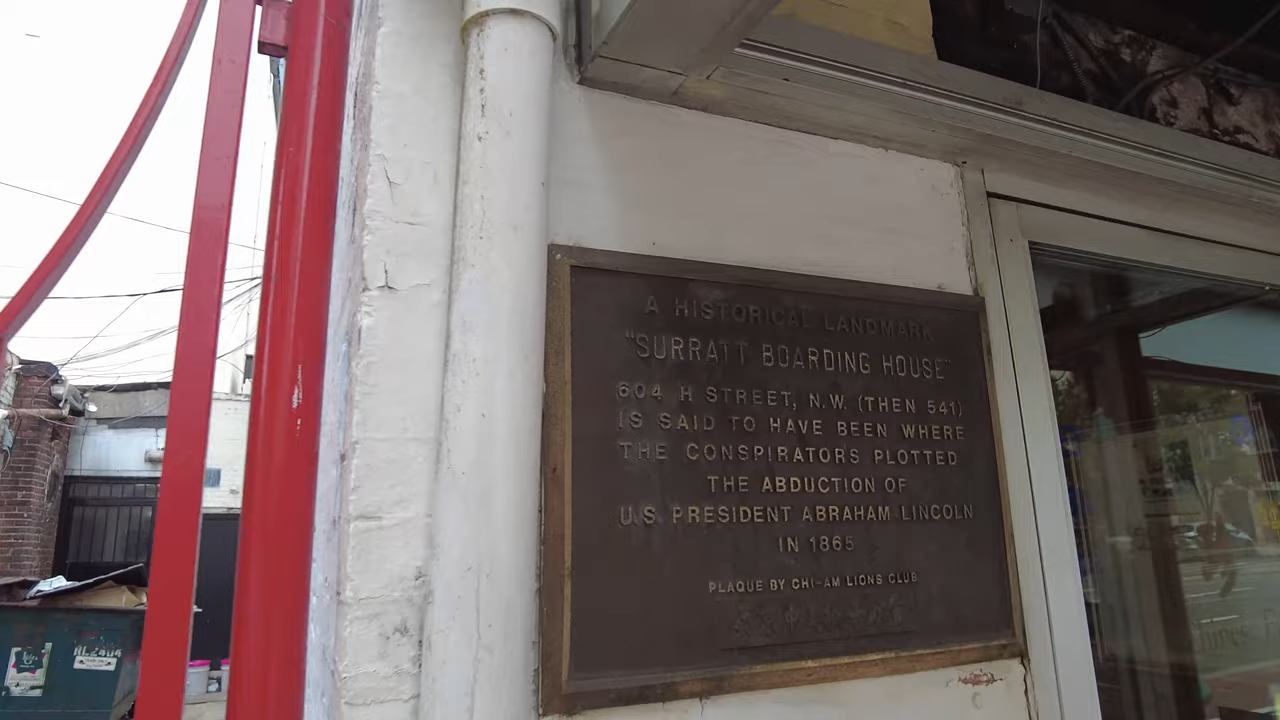 A HISTORICAL LANDMARK
"SURRATT BOARDING HOUSE"
604 H STREET, N.W. (THEN 541)
IS SAID TO HAVE BEEN WHERE
THE CONSPIRATORS PLOTTED
THE ABDUCTION OF
U.S. PRESIDENT ABRAHAM LINCOLN
IN 1865
PLAQUE BY CHI-AM LIONS CLUB